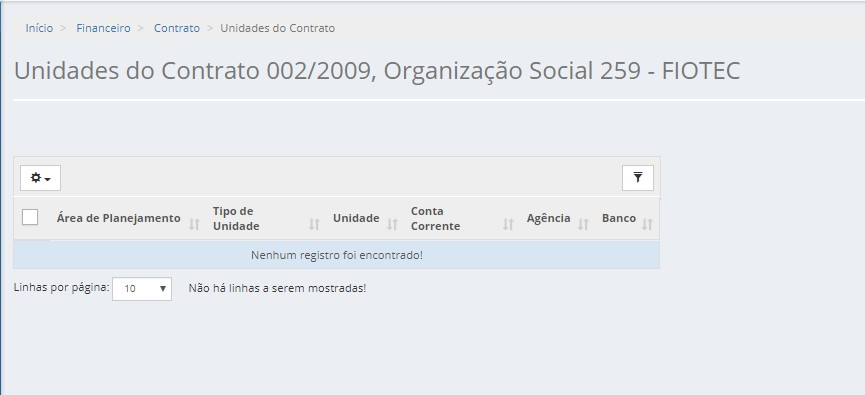 Início > Financeiro > Contrato > Unidades do Contrato
Unidades do Contrato 002/2009, Organização Social 259 - FIOTEC
Área de Planejamento Tipo de Unidade Unidade Conta Corrente Agência Banco
Nenhum registro foi encontrado!
Linhas por página: 10 Não há linhas a serem mostradas!